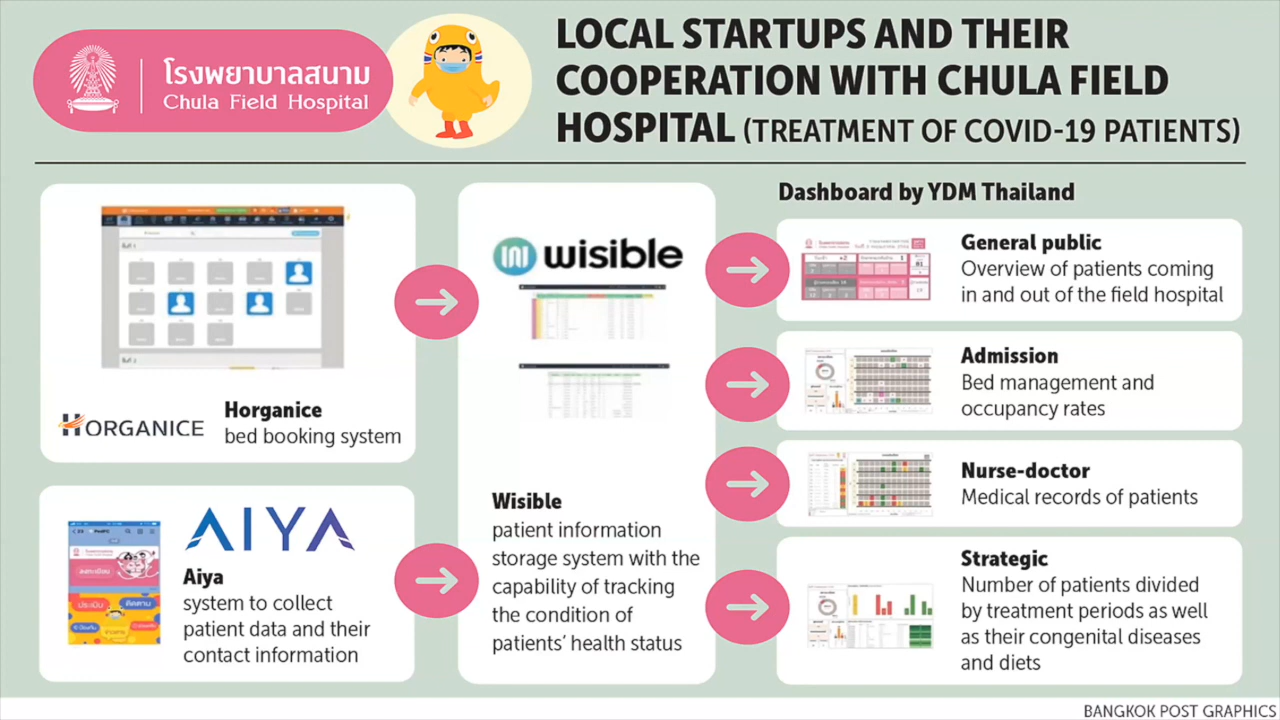 โรงพยาบาลสนาม
Chula Field Hospital
LOCAL STARTUPS AND THEIR
COOPERATION WITH CHULA FIELD
HOSPITAL (TREATMENT OF COVID-19 PATIENTS)
HORGANICE
Horganice
bed booking system
AIYA
Aiya
system to collect
patient data and their
contact information
wisible
Wisible
patient information
storage system with the
capability of tracking
the condition of
patients' health status
Dashboard by YDM Thailand
General public
Overview of patients coming
in and out of the field hospital
Admission
Bed management and
occupancy rates
Nurse-doctor
Medical records of patients
Strategic
Number of patients divided
by treatment periods as well
as their congenital diseases
and diets
BANGKOK POST GRAPHICS